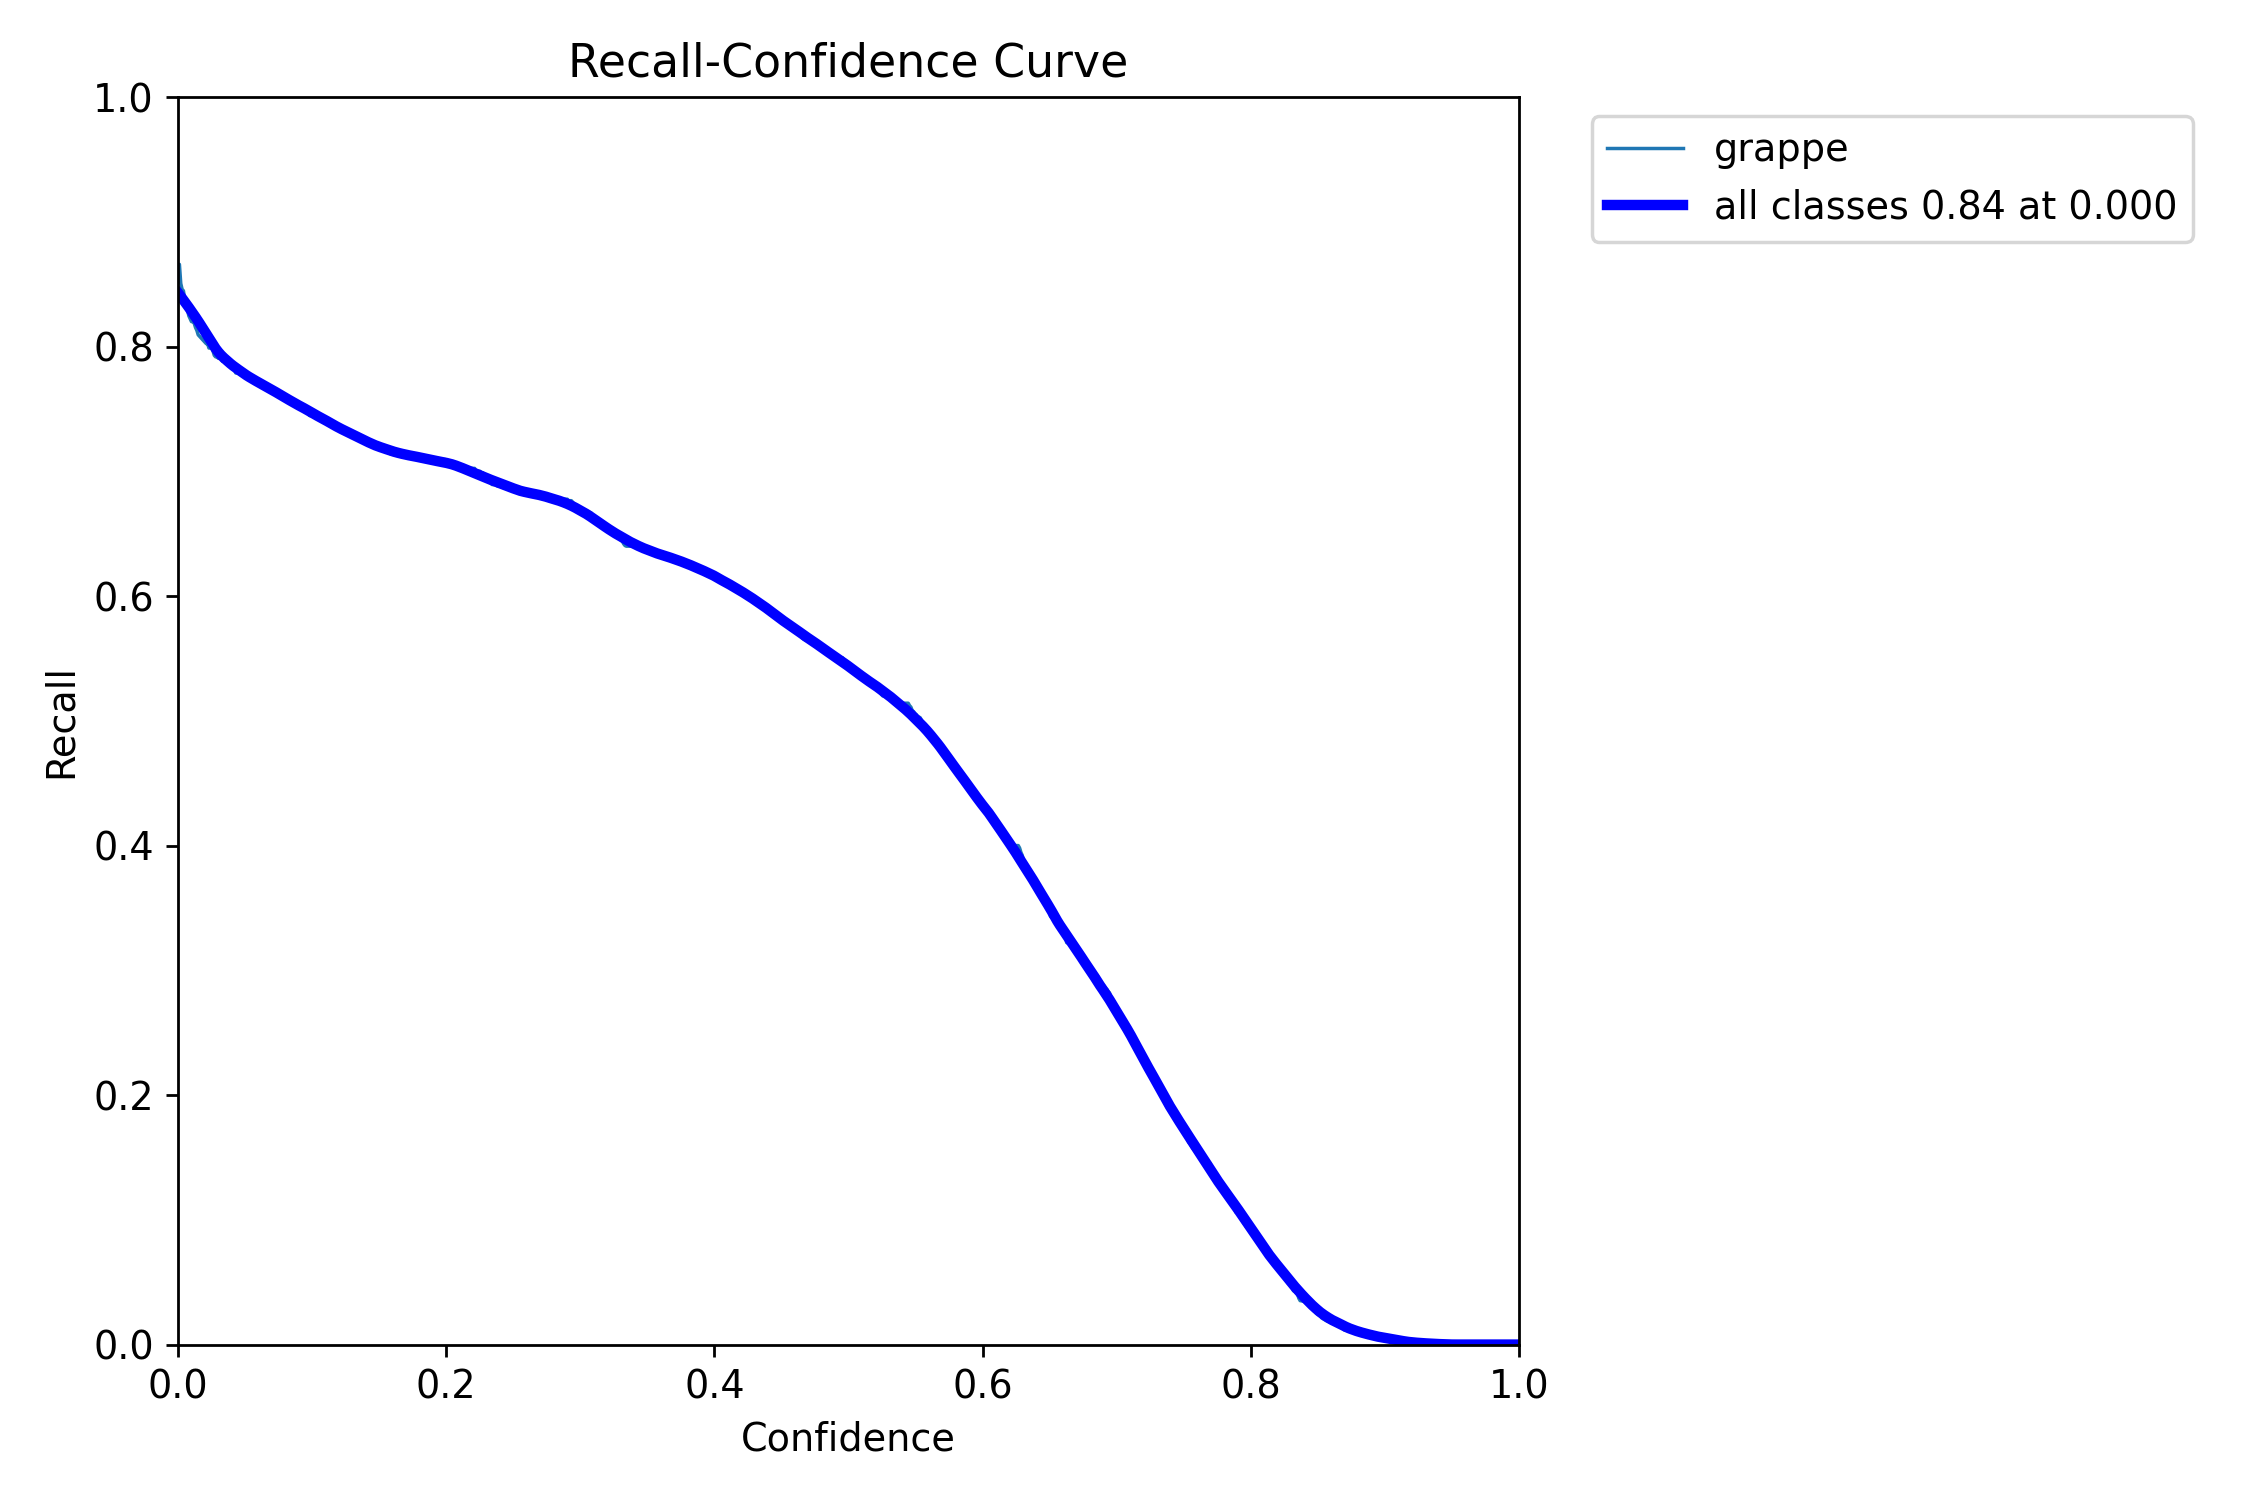 Recall-Confidence Curve
1.0
0.8
0.6
0.4
0.2
0.0
Recall
0.0 0.2 0.4 0.6 0.8 1.0
Confidence
grappe
all classes 0.84 at 0.000